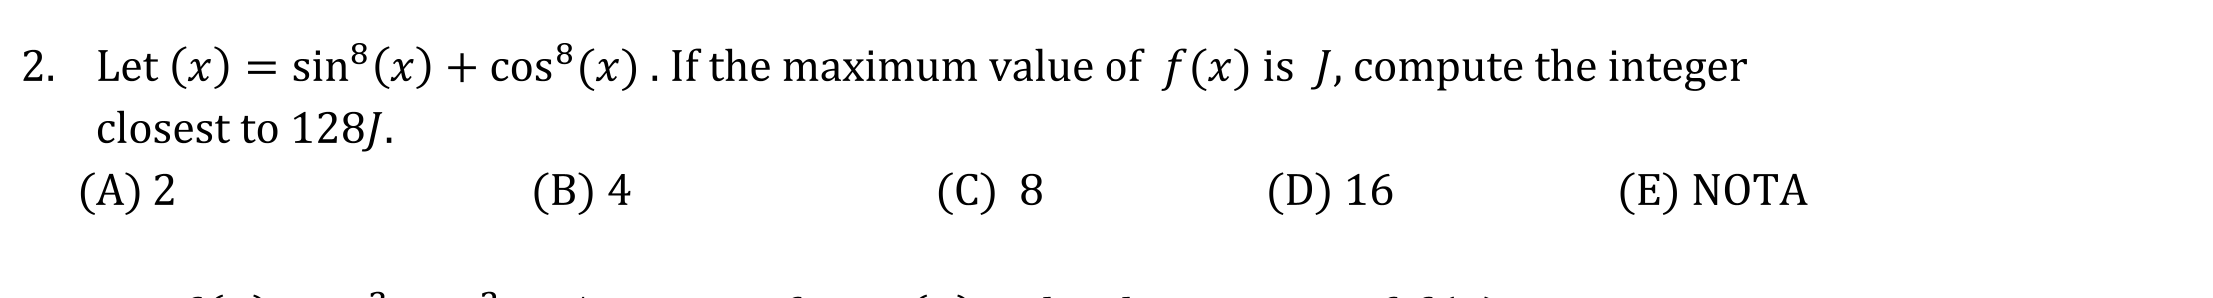 2. Let (x) = sin⁸(x) + cos⁸(x) . If the maximum value of f(x) is J, compute the integer
closest to 128J.
(A) 2 (B) 4 (C) 8 (D) 16 (E) NOTA